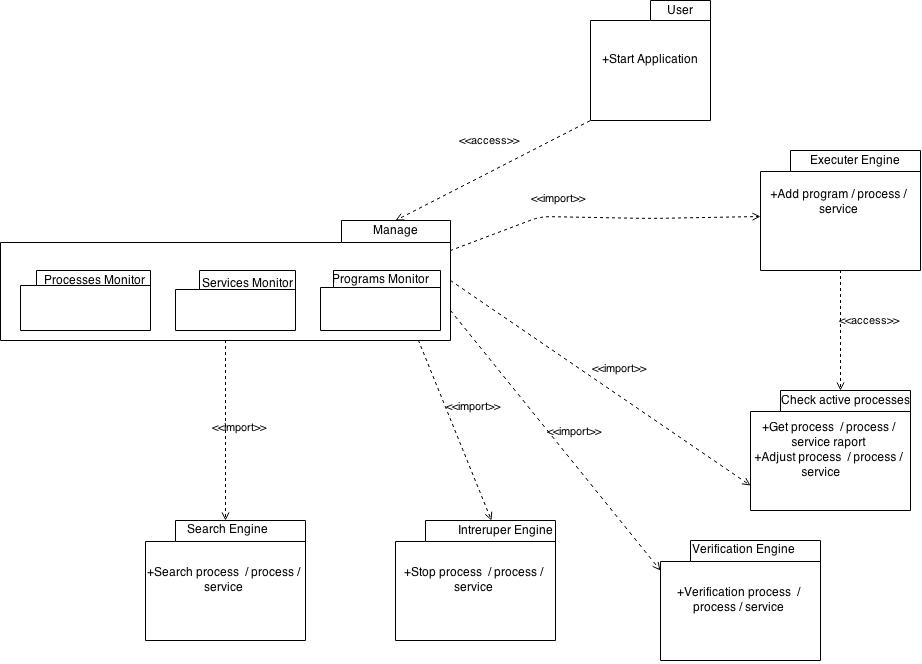 User
+Start Application
<<access>>
Executer Engine
+Add program / process /
service
<<import>>
Manage
Processes Monitor
Services Monitor
Programs Monitor
<<access>>
<<import>>
Check active processes
+Get process  / process /
service raport
+Adjust process  / process /
service
<<import>>
<<import>>
<<import>>
Search Engine
+Search process  / process /
service
Intreruper Engine
+Stop process  / process /
service
Verification Engine
+Verification process  /
process / service